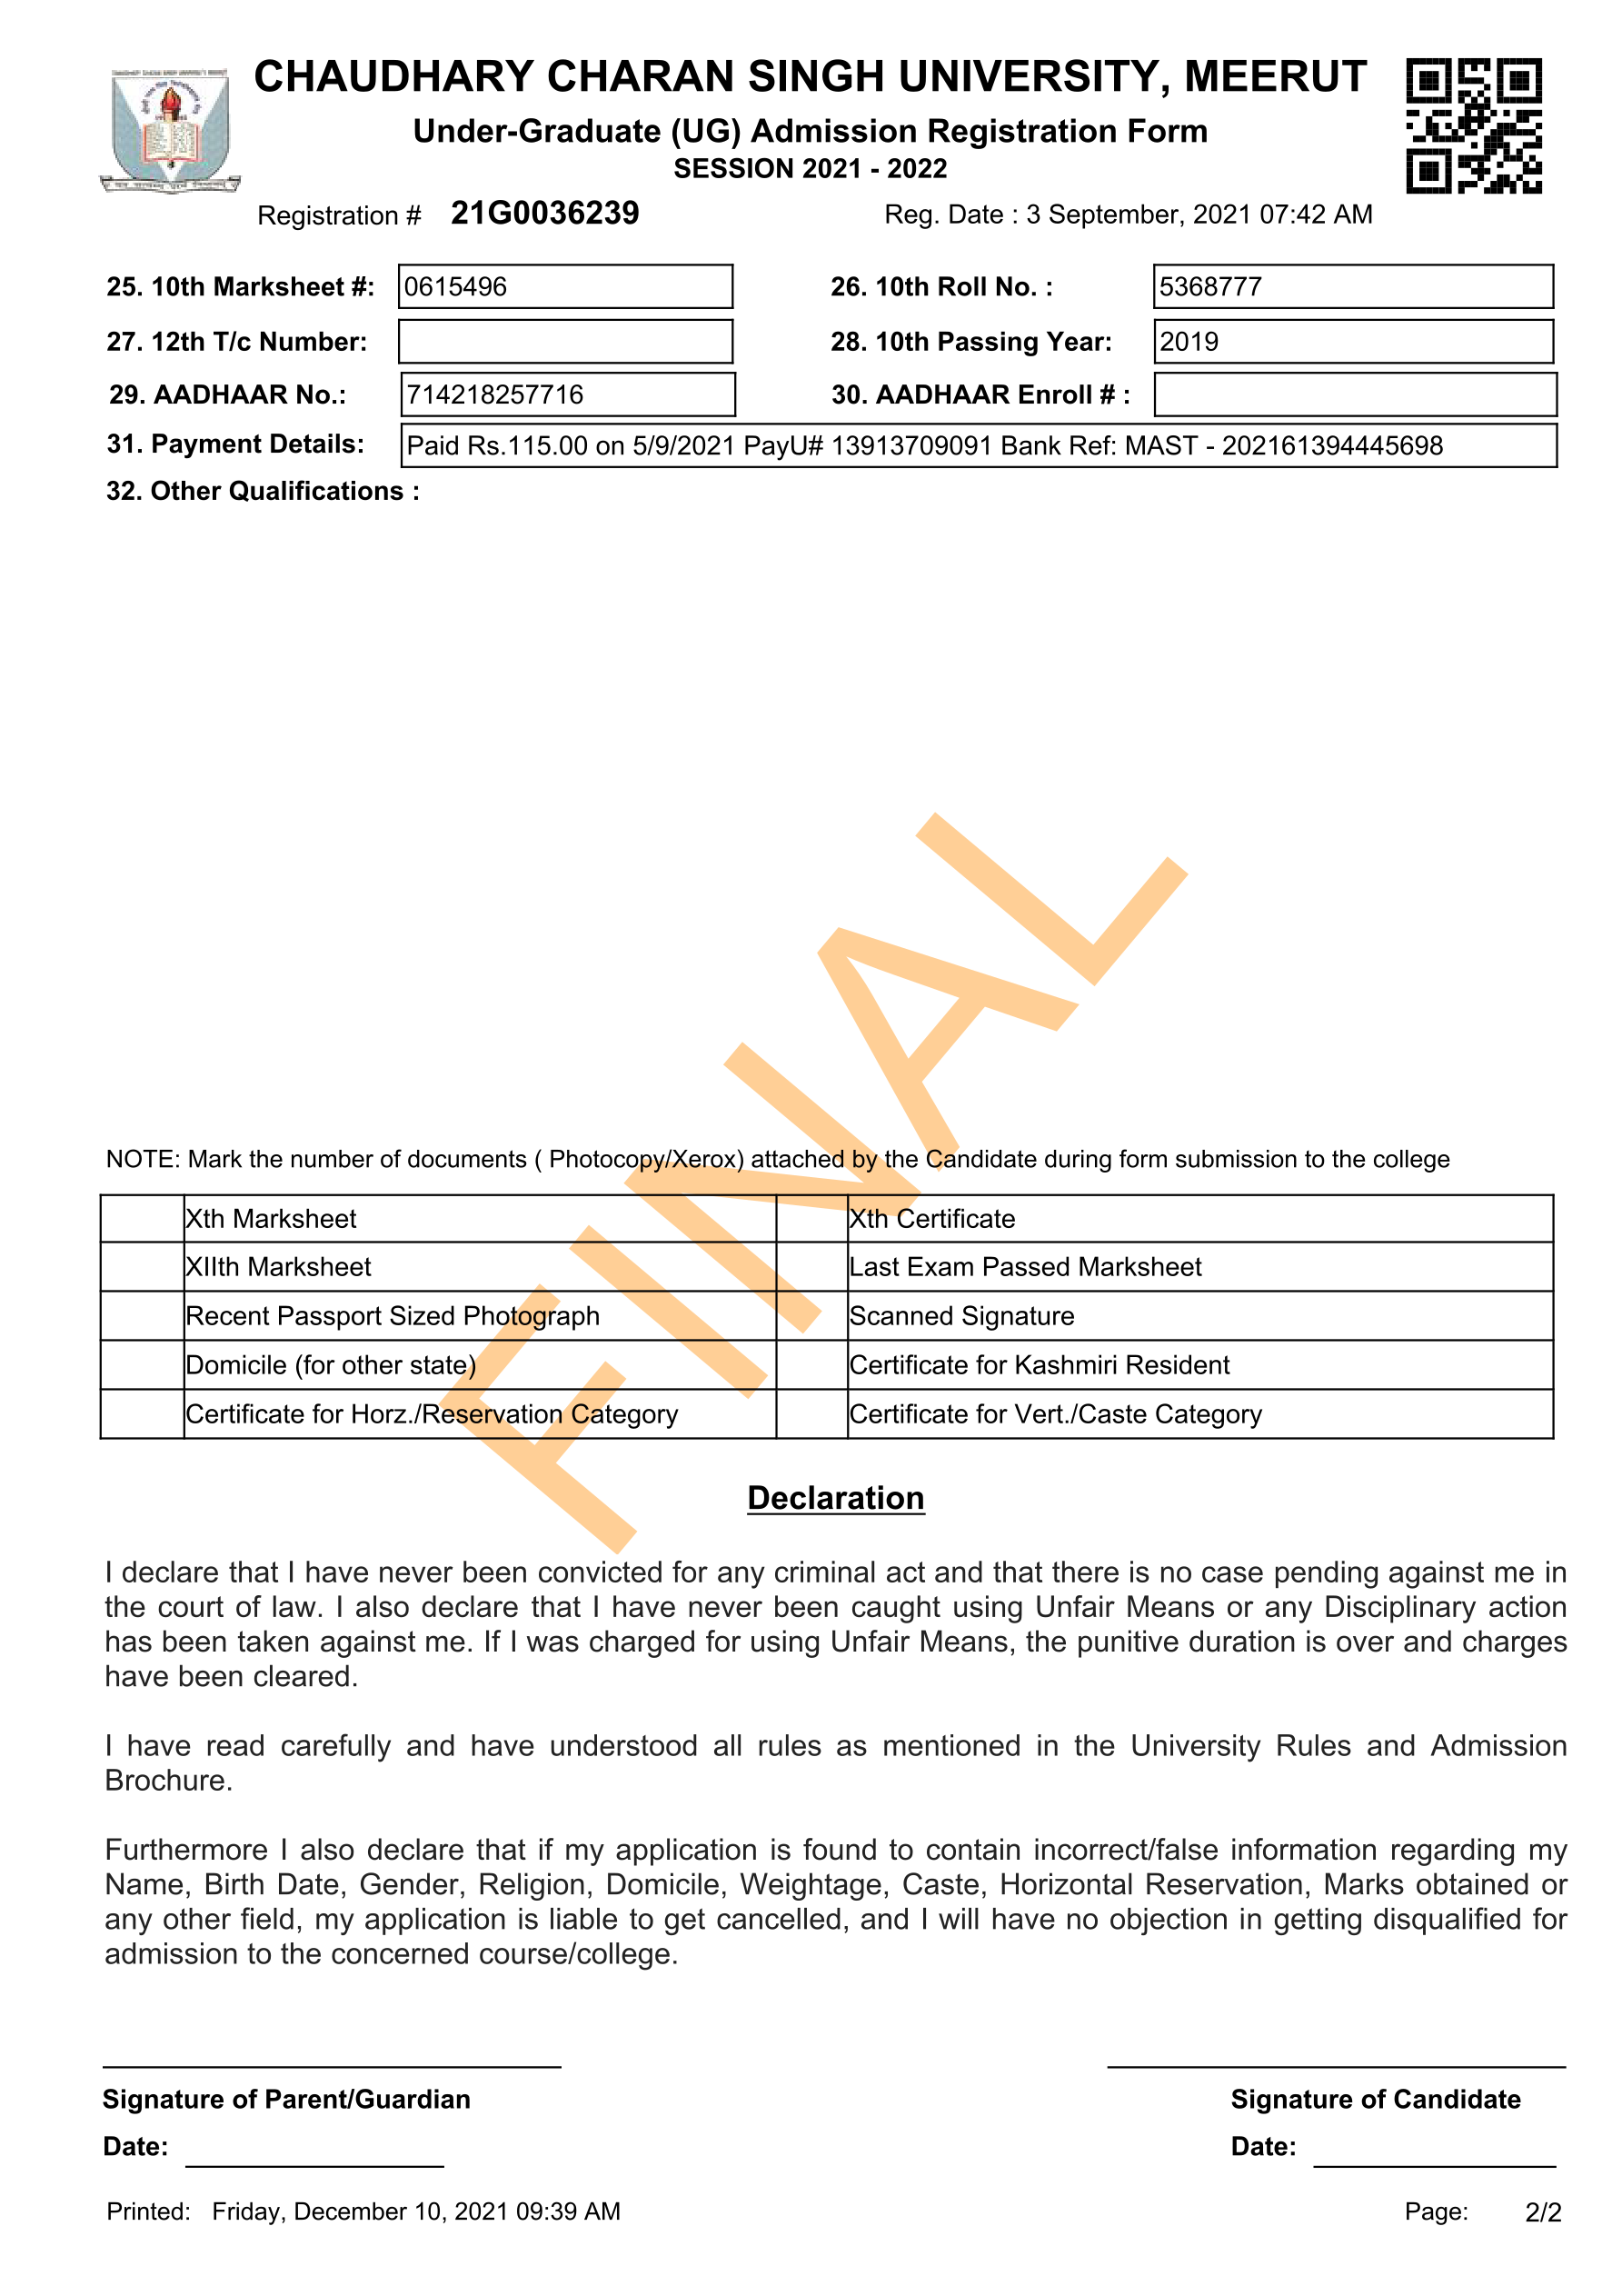 CHAUDHARY CHARAN SINGH UNIVERSITY, MEERUT
Under-Graduate (UG) Admission Registration Form
SESSION 2021 - 2022
Registration # 21G0036239 Reg. Date : 3 September, 2021 07:42 AM
25. 10th Marksheet #: 0615496 26. 10th Roll No. : 5368777
27. 12th T/c Number: 28. 10th Passing Year: 2019
29. AADHAAR No.: 714218257716 30. AADHAAR Enroll # :
31. Payment Details: Paid Rs.115.00 on 5/9/2021 PayU# 13913709091 Bank Ref: MAST - 202161394445698
32. Other Qualifications :
FINAL
NOTE: Mark the number of documents ( Photocopy/Xerox) attached by the Candidate during form submission to the college
Xth Marksheet Xth Certificate
XIIth Marksheet Last Exam Passed Marksheet
Recent Passport Sized Photograph Scanned Signature
Domicile (for other state) Certificate for Kashmiri Resident
Certificate for Horz./Reservation Category Certificate for Vert./Caste Category
Declaration
I declare that I have never been convicted for any criminal act and that there is no case pending against me in
the court of law. I also declare that I have never been caught using Unfair Means or any Disciplinary action
has been taken against me. If I was charged for using Unfair Means, the punitive duration is over and charges
have been cleared.
I have read carefully and have understood all rules as mentioned in the University Rules and Admission
Brochure.
Furthermore I also declare that if my application is found to contain incorrect/false information regarding my
Name, Birth Date, Gender, Religion, Domicile, Weightage, Caste, Horizontal Reservation, Marks obtained or
any other field, my application is liable to get cancelled, and I will have no objection in getting disqualified for
admission to the concerned course/college.
Signature of Parent/Guardian Signature of Candidate
Date: Date:
Printed: Friday, December 10, 2021 09:39 AM Page: 2/2